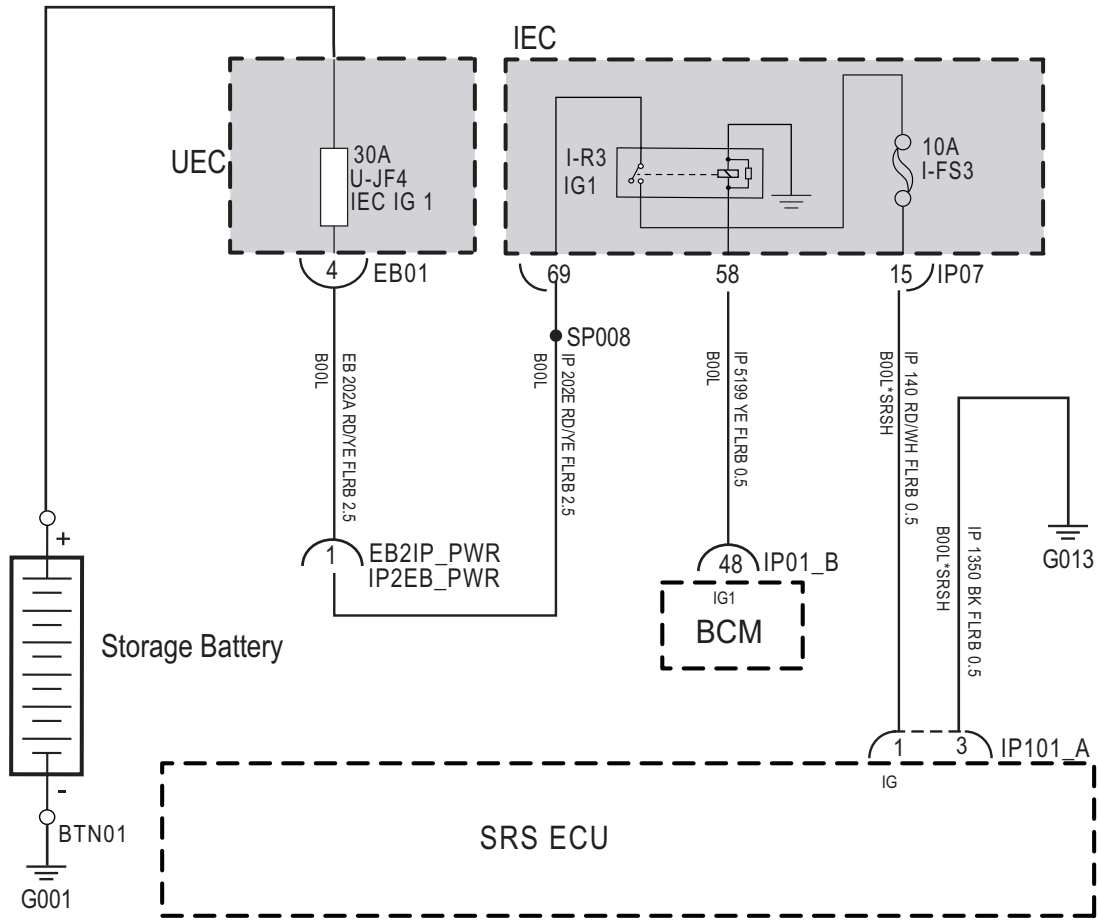 IEC
UEC
30A
U-JF4
IEC IG 1
I-R3
IG1
10A
I-FS3
4
EB01
69
58
15
IP07
SP008
EB 202A RD/YE FLRB 2.5
B00L
IP 202E RD/YE FLRB 2.5
B00L
IP 5199 YE FLRB 0.5
B00L
IP 140 RD/WH FLRB 0.5
B00L*SRSH
IP 1350 BK FLRB 0.5
B00L*SRSH
G013
+
1
EB2IP_PWR
IP2EB_PWR
48
IP01_B
IG1
BCM
Storage Battery
1
3
IP101_A
IG
-
BTN01
G001
SRS ECU